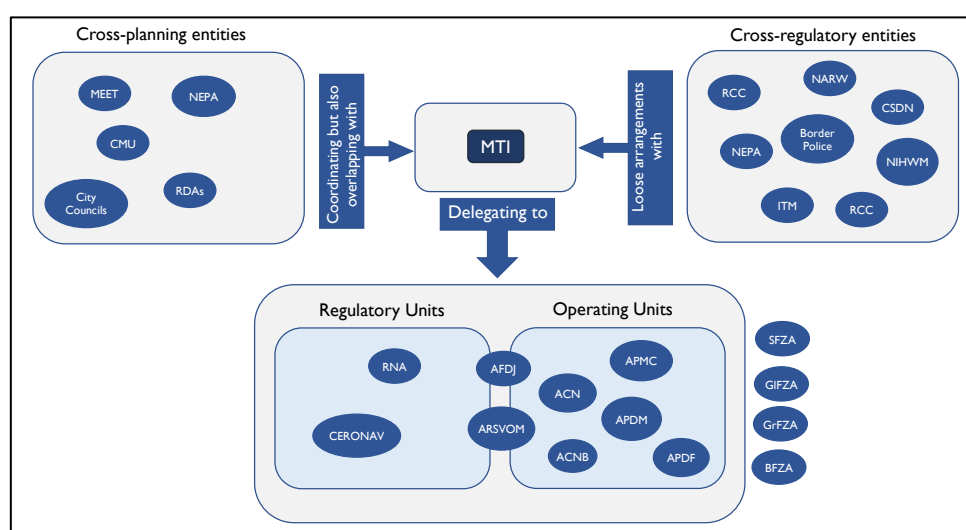 Cross-planning entities
MEET
NEPA
CMU
City
Councils
RDAs
Coordinating but also
overlapping with
MTI
Delegating to
Loose arrangements
with
Cross-regulatory entities
RCC
NARW
CSDN
NEPA
Border
Police
NIHWM
ITM
RCC
Regulatory Units
RNA
CERONAV
AFDJ
ARSVOM
Operating Units
APMC
ACN
APDM
ACNB
APDF
SFZA
GIFZA
GrFZA
BFZA